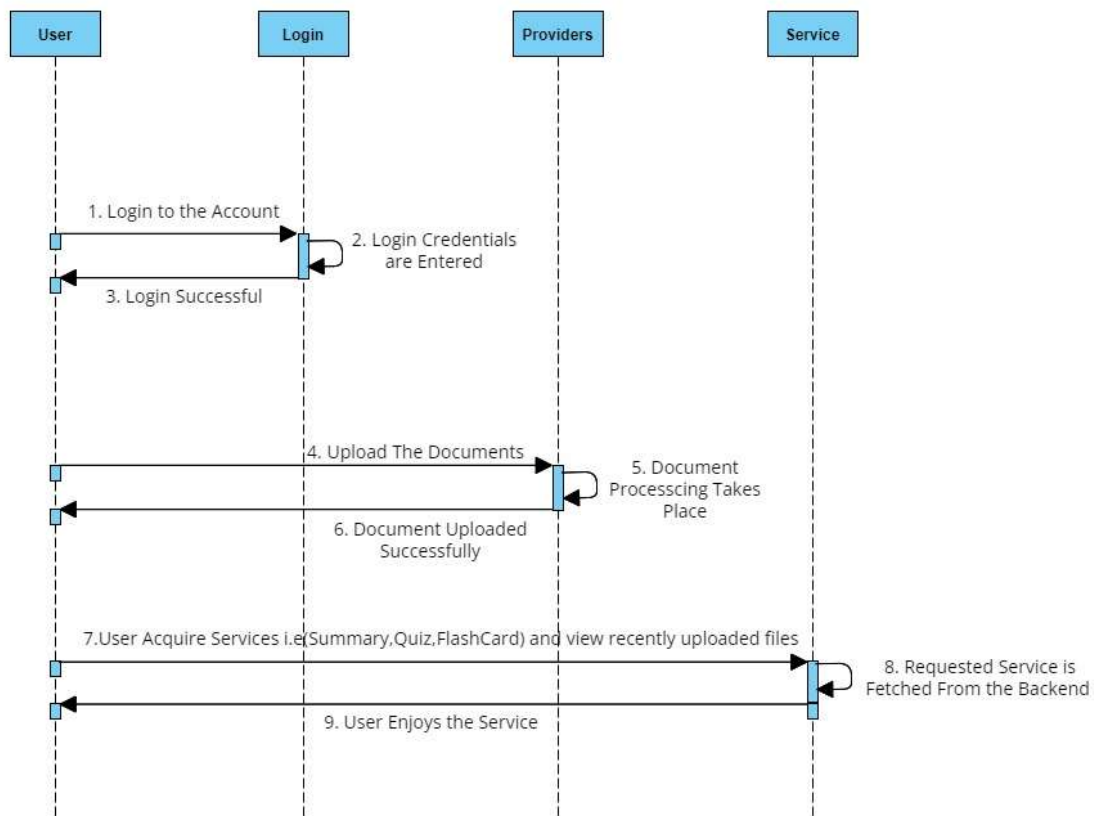 User
Login
Providers
Service
1. Login to the Account
2. Login Credentials
are Entered
3. Login Successful
4. Upload The Documents
5. Document
Processcing Takes
Place
6. Document Uploaded
Successfully
7.User Acquire Services i.e(Summary,Quiz,FlashCard) and view recently uploaded files
8. Requested Service is
Fetched From the Backend
9. User Enjoys the Service